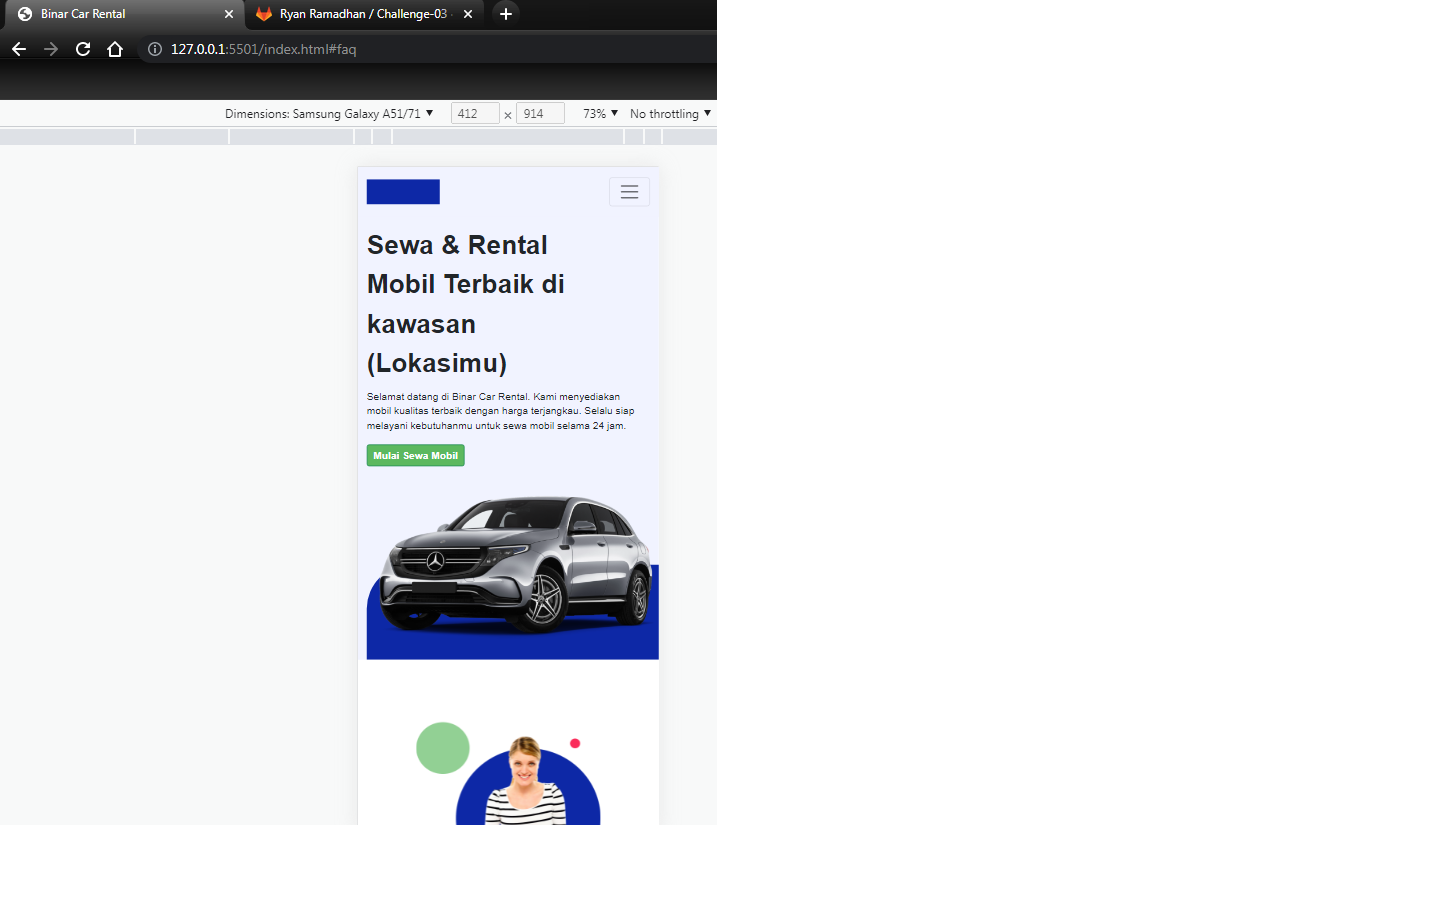 Binar Car Rental
Ryan Ramadhan / Challenge-03
127.0.0.1:5501/index.html#faq
Dimensions: Samsung Galaxy A51/71 ▼ 412 × 914 73% ▼ No throttling ▼
Sewa & Rental
Mobil Terbaik di
kawasan
(Lokasimu)
Selamat datang di Binar Car Rental. Kami menyediakan
mobil kualitas terbaik dengan harga terjangkau. Selalu siap
melayani kebutuhanmu untuk sewa mobil selama 24 jam.
Mulai Sewa Mobil